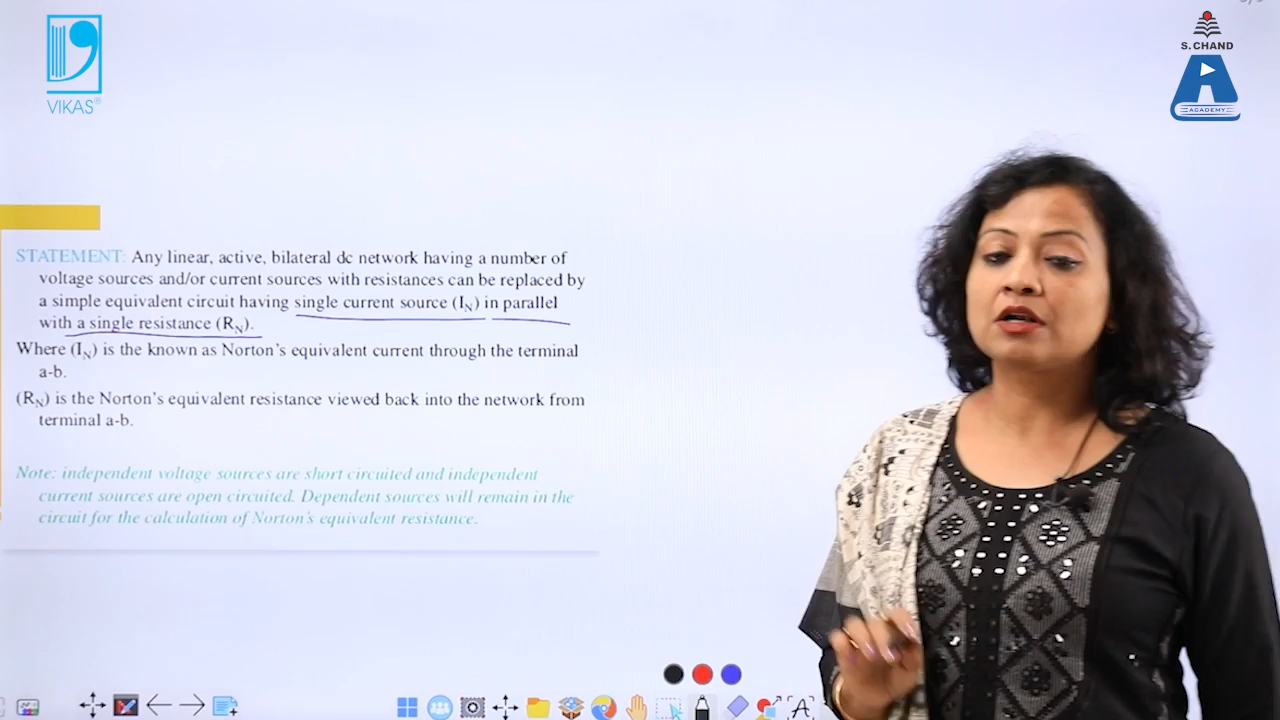 VIKAS®
S. CHAND
ACADEMY
STATEMENT: Any linear, active, bilateral dc network having a number of
voltage sources and/or current sources with resistances can be replaced by
a simple equivalent circuit having single current source (I_N) in parallel
with a single resistance (R_N).
Where (I_N) is the known as Norton's equivalent current through the terminal
a-b.
(R_N) is the Norton's equivalent resistance viewed back into the network from
terminal a-b.
Note: independent voltage sources are short circuited and independent
current sources are open circuited. Dependent sources will remain in the
circuit for the calculation of Norton's equivalent resistance.